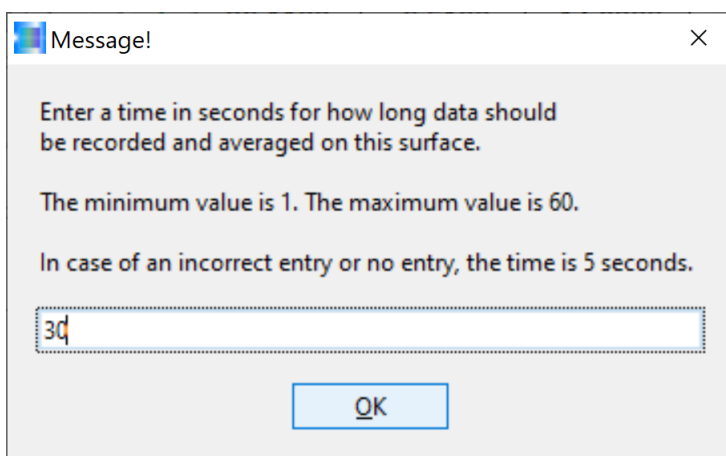 Message!
Enter a time in seconds for how long data should
be recorded and averaged on this surface.
The minimum value is 1. The maximum value is 60.
In case of an incorrect entry or no entry, the time is 5 seconds.
30
OK